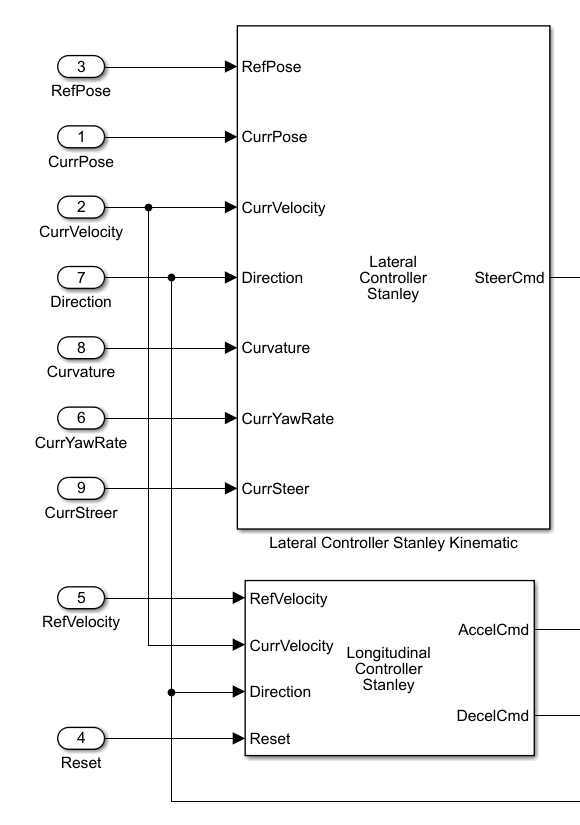 3
RefPose
RefPose
1
CurrPose
CurrPose
2
CurrVelocity
CurrVelocity
7
Direction
Direction
Lateral
Controller
Stanley
SteerCmd
8
Curvature
Curvature
6
CurrYawRate
CurrYawRate
9
CurrStreer
CurrSteer
Lateral Controller Stanley Kinematic
5
RefVelocity
RefVelocity
CurrVelocity
Direction
Longitudinal
Controller
Stanley
AccelCmd
DecelCmd
4
Reset
Reset